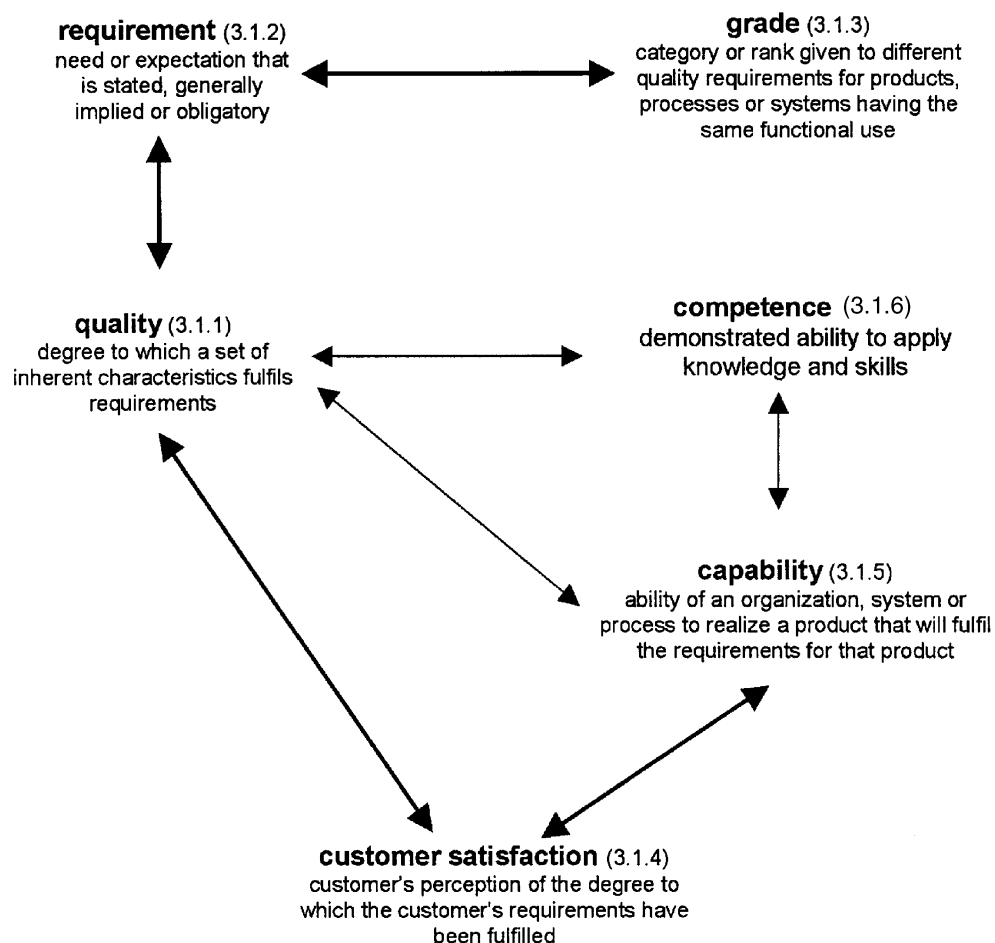 requirement (3.1.2)
need or expectation that
is stated, generally
implied or obligatory
grade (3.1.3)
category or rank given to different
quality requirements for products,
processes or systems having the
same functional use
quality (3.1.1)
degree to which a set of
inherent characteristics fulfils
requirements
competence (3.1.6)
demonstrated ability to apply
knowledge and skills
capability (3.1.5)
ability of an organization, system or
process to realize a product that will fulfil
the requirements for that product
customer satisfaction (3.1.4)
customer's perception of the degree to
which the customer's requirements have
been fulfilled